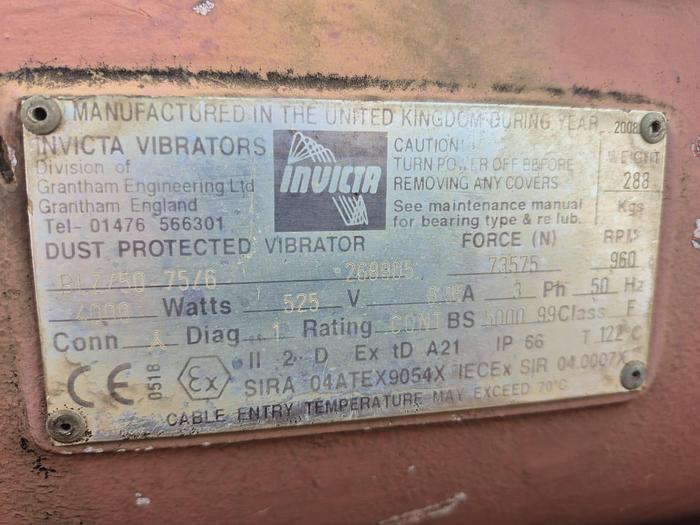 MANUFACTURED IN THE UNITED KINGDOM DURING YEAR 2008
INVICTA VIBRATORS
Division of
Grantham Engineering Ltd
Grantham England
Tel- 01476 566301
INVICTA
CAUTION!
TURN POWER OFF BEFORE
REMOVING ANY COVERS
See maintenance manual
for bearing type & re lub.
WEIGHT
288
Kgs
DUST PROTECTED VIBRATOR FORCE (N) RPM
73575 960
4000 Watts 525 V A 3 Ph 50 Hz
Conn Diag 1 Rating CONT BS 5000 99 Class F
CE 0518 Ex II 2 D Ex tD A21 IP 66 T 122 C
SIRA 04ATEX9054X IECEx SIR 04.0007X
CABLE ENTRY TEMPERATURE MAY EXCEED 70°C